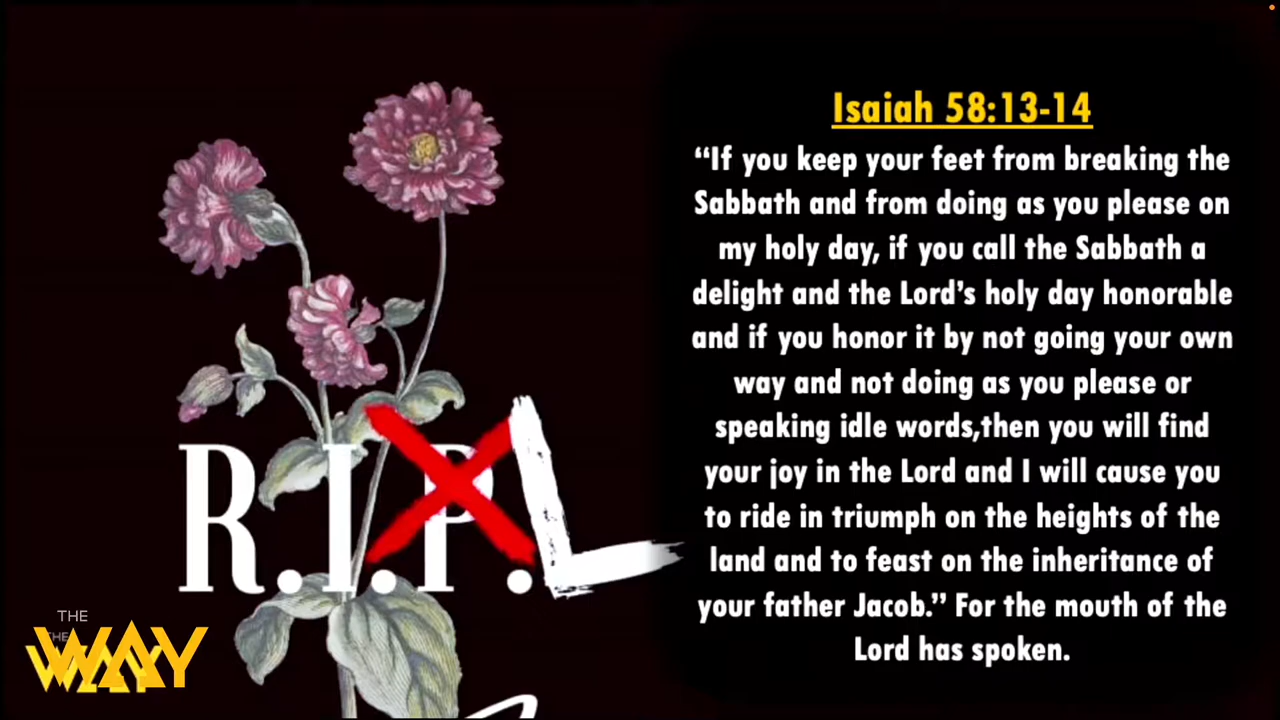 Isaiah 58:13-14
“If you keep your feet from breaking the
Sabbath and from doing as you please on
my holy day, if you call the Sabbath a
delight and the Lord’s holy day honorable
and if you honor it by not going your own
way and not doing as you please or
speaking idle words,then you will find
your joy in the Lord and I will cause you
to ride in triumph on the heights of the
land and to feast on the inheritance of
your father Jacob.” For the mouth of the
Lord has spoken.
R.I.P.L
THE
THE
WAY